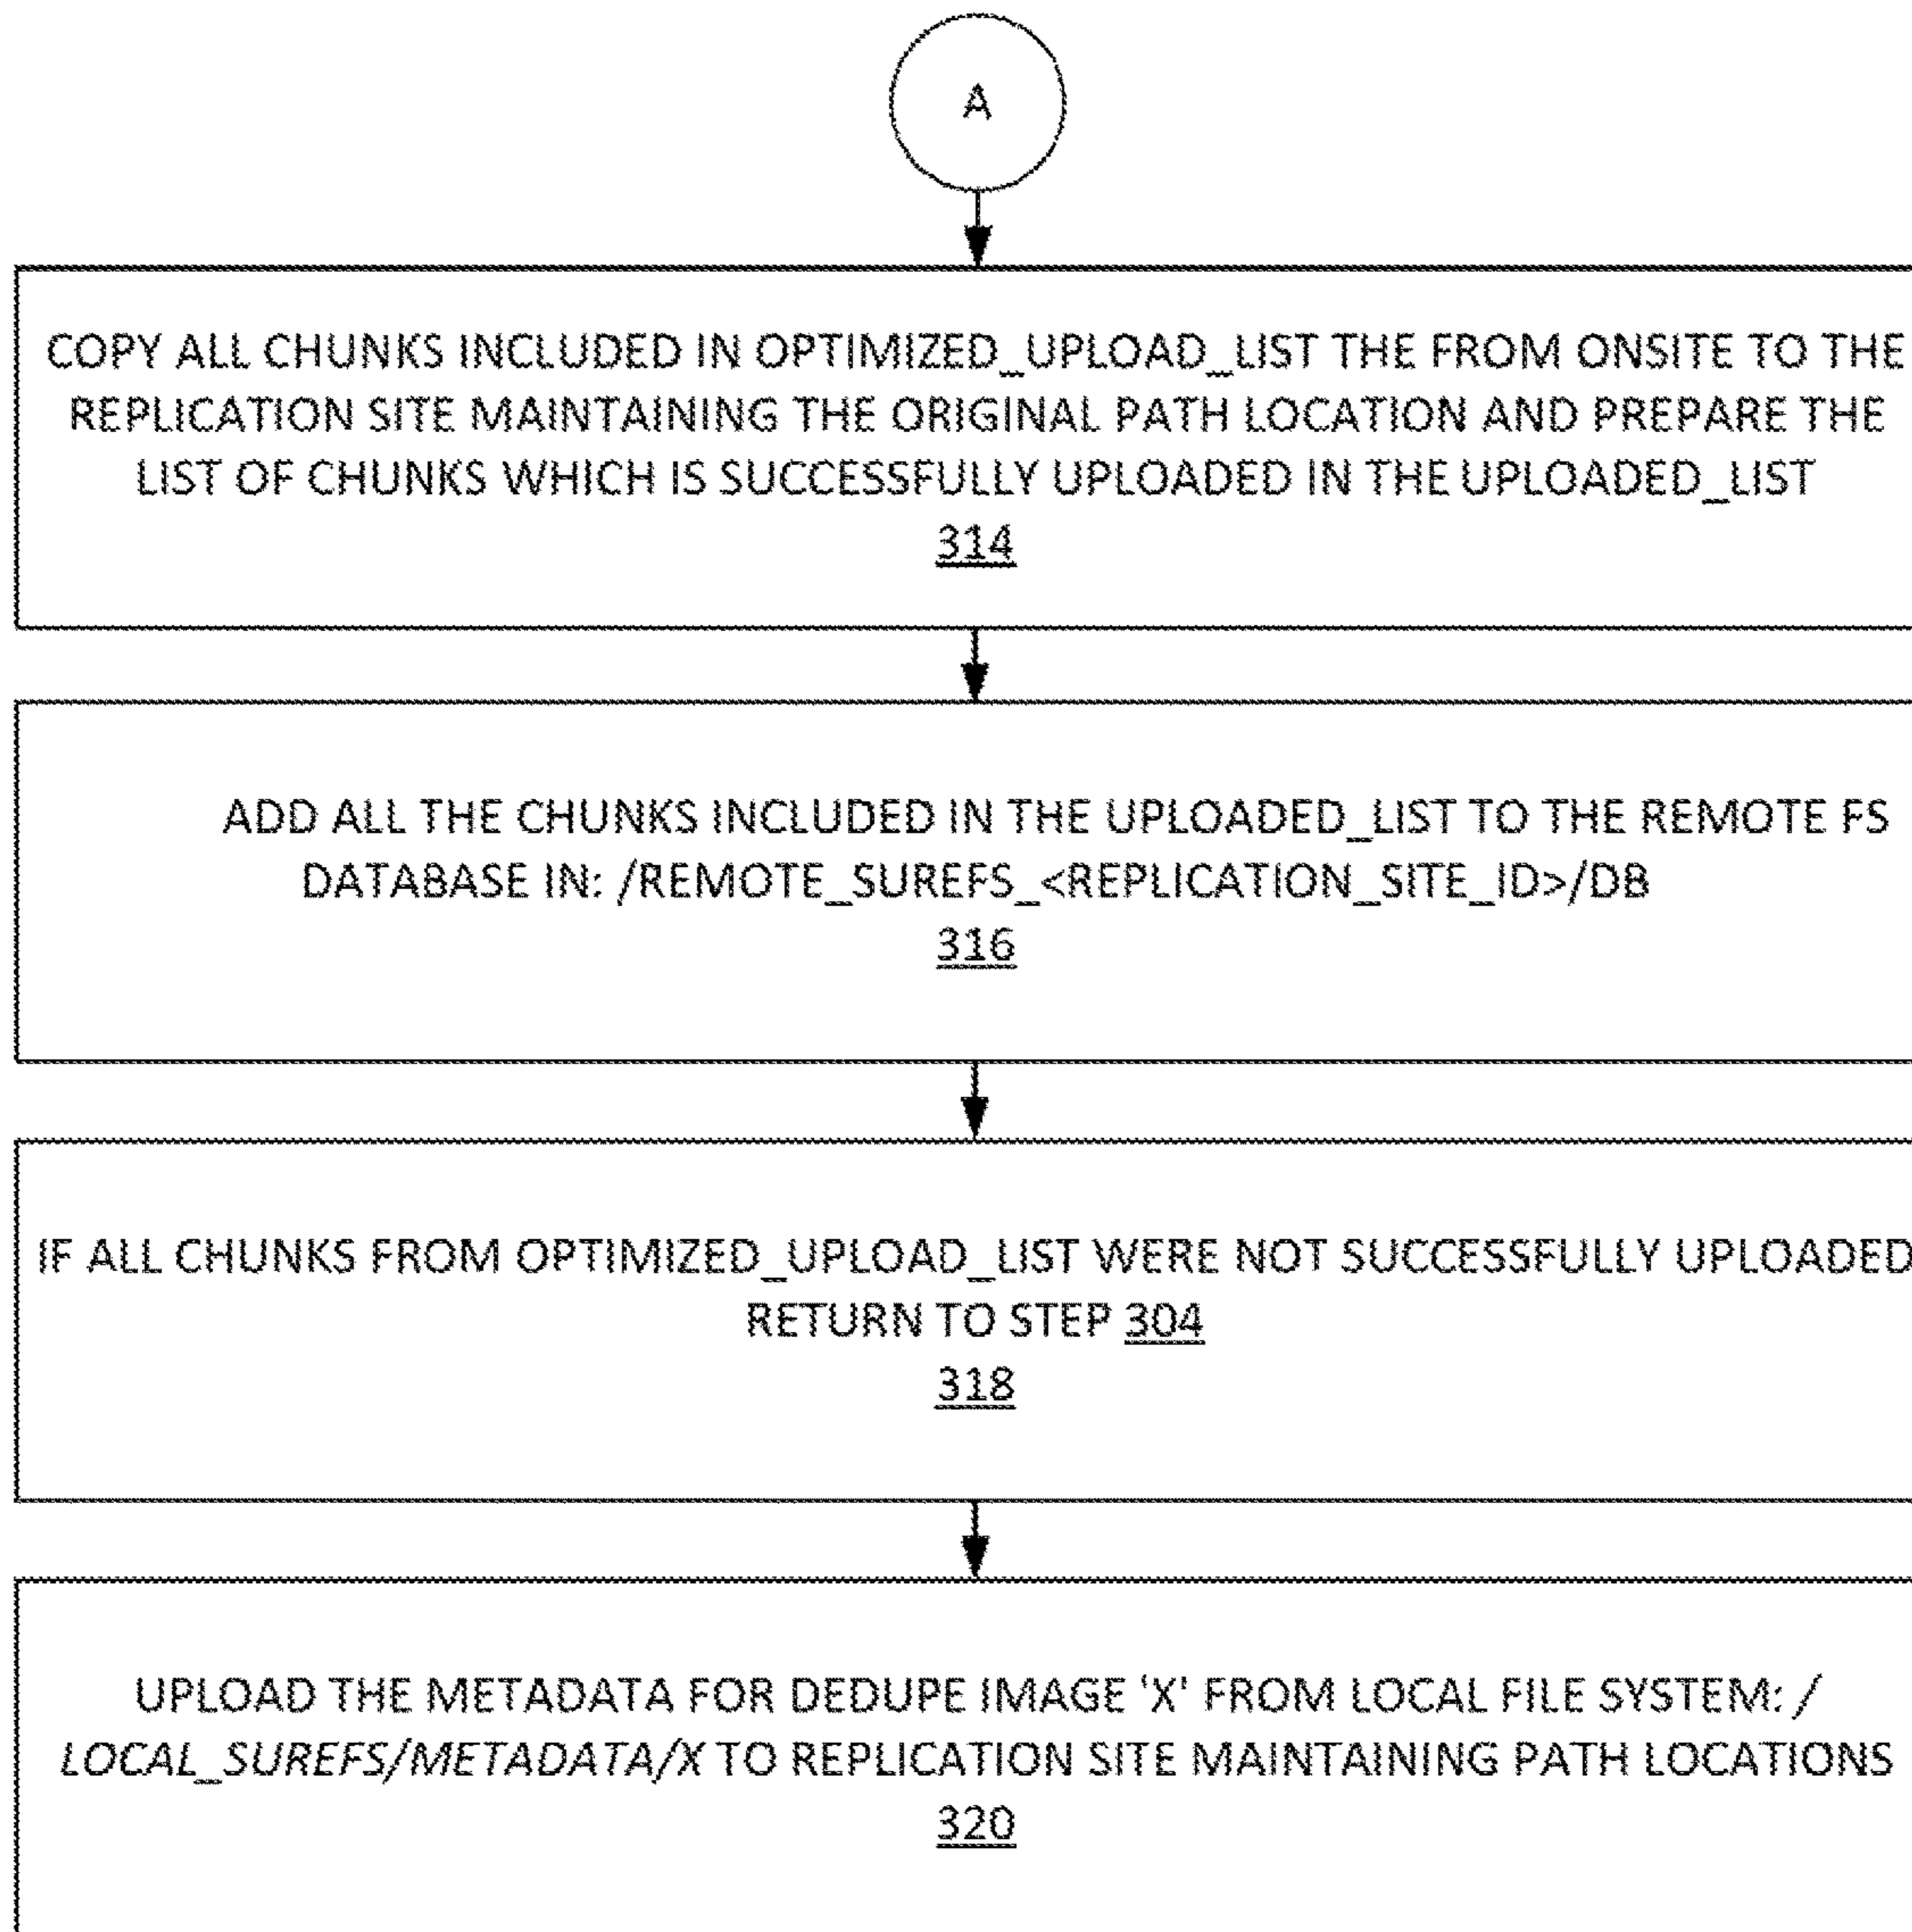 A
COPY ALL CHUNKS INCLUDED IN OPTIMIZED_UPLOAD_LIST THE FROM ONSITE TO THE
REPLICATION SITE MAINTAINING THE ORIGINAL PATH LOCATION AND PREPARE THE
LIST OF CHUNKS WHICH IS SUCCESSFULLY UPLOADED IN THE UPLOADED_LIST
314
ADD ALL THE CHUNKS INCLUDED IN THE UPLOADED_LIST TO THE REMOTE FS
DATABASE IN: /REMOTE_SUREFS_<REPLICATION_SITE_ID>/DB
316
IF ALL CHUNKS FROM OPTIMIZED_UPLOAD_LIST WERE NOT SUCCESSFULLY UPLOADED
RETURN TO STEP 304
318
UPLOAD THE METADATA FOR DEDUPE IMAGE ‘X' FROM LOCAL FILE SYSTEM: /
LOCAL_SUREFS/METADATA/X TO REPLICATION SITE MAINTAINING PATH LOCATIONS
320